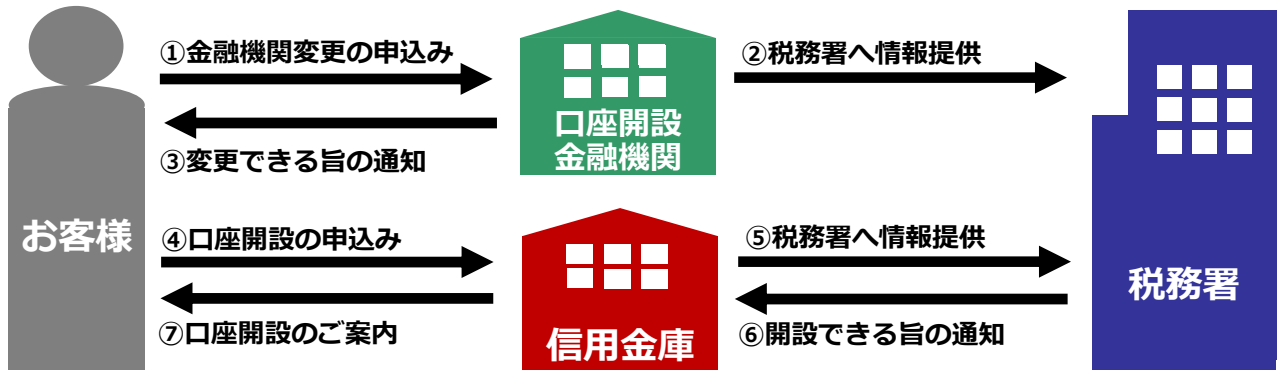 ①金融機関変更の申込み
②税務署へ情報提供
口座開設
金融機関
③変更できる旨の通知
お客様
④口座開設の申込み
⑤税務署へ情報提供
税務署
⑦口座開設のご案内
信用金庫
⑥開設できる旨の通知